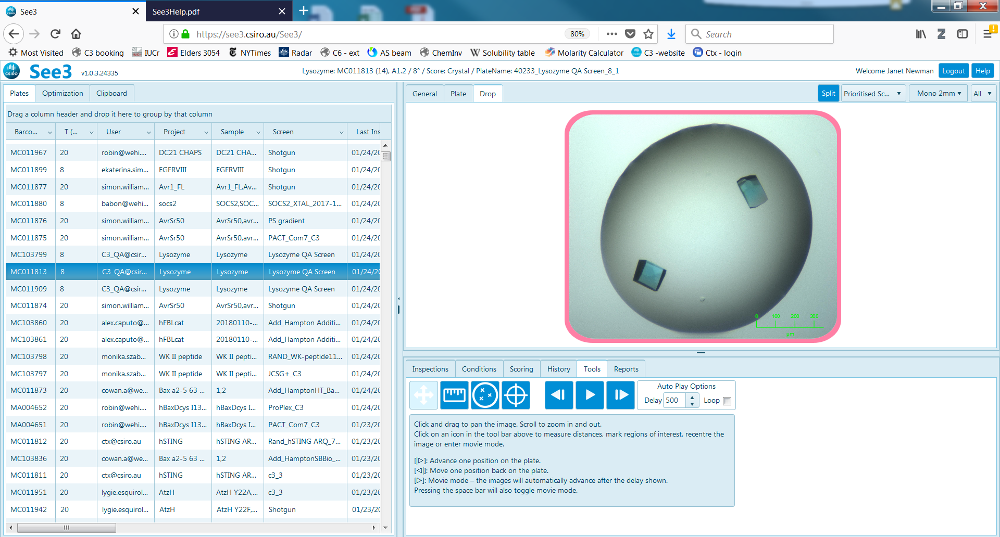 See3
See3Help.pdf
https://see3.csiro.au/See3/
80%
Search
Most Visited
C3 booking
IUCr
Elders 3054
NYTimes
Radar
C6 - ext
AS beam
ChemInv
Solubility table
Molarity Calculator
C3 -website
Ctx - login
CSIRO
See3 v1.0.3.24335
Lysozyme: MC011813 (14), A1.2 / 8° / Score: Crystal / PlateName: 40233_Lysozyme QA Screen_8_1
Welcome Janet Newman Logout Help
Plates Optimization Clipboard
Drag a column header and drop it here to group by that column
Barco... T (... User Project Sample Screen Last Ins
MC011967 20 robin@wehi.... DC21 CHAPS DC21 CHA... Shotgun 01/24/20
MC011899 8 ekaterina.sim... EGFRVIII EGFRVIII Shotgun 01/24/20
MC011877 20 simon.william... Avr1_FL Avr1_FL,Av... Shotgun 01/24/20
MC011880 8 babon@wehi... socs2 SOCS2,SOC... SOCS2_XTAL_2017-1... 01/24/20
MC011876 20 simon.william... AvrSr50 AvrSr50,avr... PS gradient 01/24/20
MC011875 20 simon.william... AvrSr50 AvrSr50,avr... PACT_Com7_C3 01/24/20
MC103799 8 C3_QA@csir... Lysozyme Lysozyme Lysozyme QA Screen 01/24/20
MC011813 8 C3_QA@csir... Lysozyme Lysozyme Lysozyme QA Screen 01/24/20
MC011909 8 C3_QA@csir... Lysozyme Lysozyme Lysozyme QA Screen 01/24/20
MC011874 20 simon.william... AvrSr50 AvrSr50,avr... Shotgun 01/24/20
MC103860 20 alex.caputo@... hFBLcat 20180110-... Add_Hampton Additi... 01/24/20
MC103861 20 alex.caputo@... hFBLcat 20180110-... Add_Hampton Additi... 01/24/20
MC103798 20 monika.szab... WK II peptide WK II pepti... RAND_WK-peptide11... 01/24/20
MC103797 20 monika.szab... WK II peptide WK II pepti... JCSG+_C3 01/24/20
MC011873 20 cowan.a@we... Bax a2-5 63 ... 1,2 Add_HamptonHT_Ba... 01/24/20
MA004652 20 robin@wehi.... hBaxDcys I13... hBaxDcys I... ProPlex_C3 01/24/20
MA004651 20 robin@wehi.... hBaxDcys I13... hBaxDcys I... PACT_Com7_C3 01/23/20
MC011812 20 ctx@csiro.au hSTING hSTING AR... Rand_hSTING ARQ_7... 01/23/20
MC103836 20 cowan.a@we... Bax a2-5 63 ... 1,2 Add_HamptonSBBio_... 01/23/20
MC011811 20 ctx@csiro.au hSTING hSTING AR... c3_3 01/23/20
MC011951 20 lygie.esquirol... AtzH AtzH Y22A,... c3_3 01/23/20
MC011942 20 lygie.esquirol... AtzH AtzH Y22F,... Shotgun 01/23/20
General Plate Drop
Split Prioritised Sc... Mono 2mm All
0 100 200 300
um
Inspections Conditions Scoring History Tools Reports
Auto Play Options
Delay 500 Loop
Click and drag to pan the image. Scroll to zoom in and out.
Click on an icon in the tool bar above to measure distances, mark regions of interest, recentre the
image or enter movie mode.
[|▷]: Advance one position on the plate.
[◁|]: Move one position back on the plate.
[▷]: Movie mode – the images will automatically advance after the delay shown.
Pressing the space bar will also toggle movie mode.